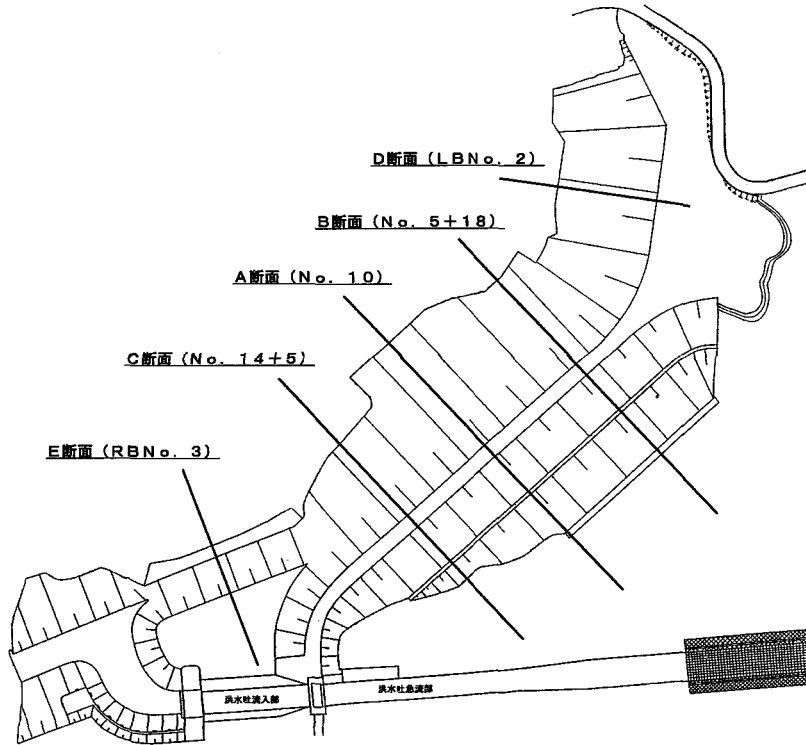 D断面(LBNo. 2)
B断面(No. 5+18)
A断面(No. 10)
C断面(No. 14+5)
E断面(RBNo. 3)
洪水吐流入部
洪水吐急流部